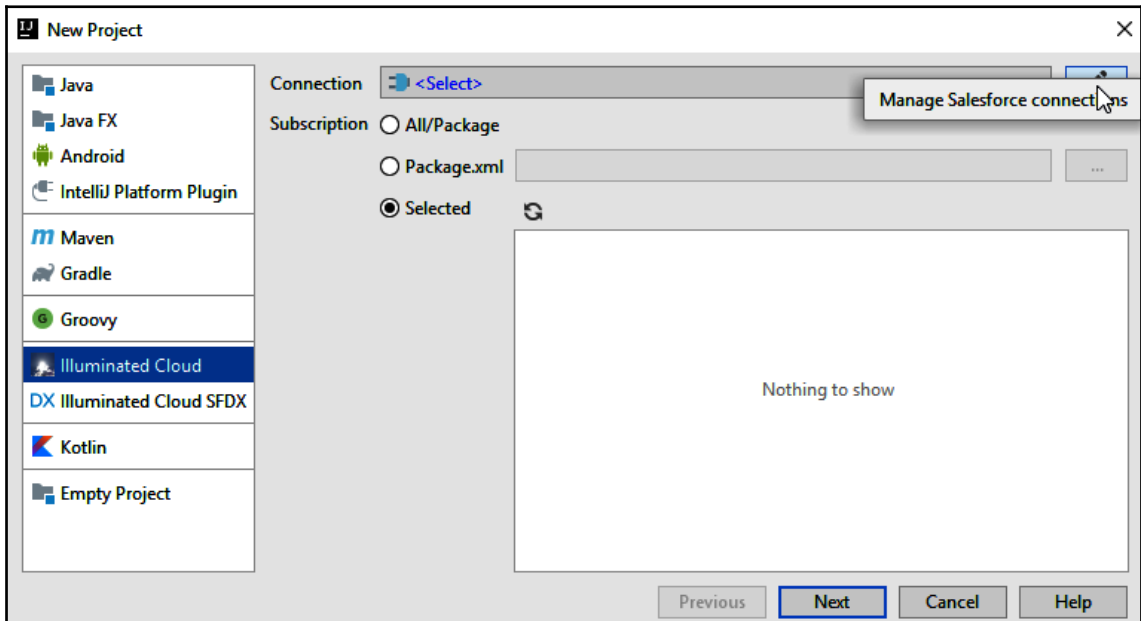 New Project
Java
Java FX
Android
IntelliJ Platform Plugin
Maven
Gradle
Groovy
Illuminated Cloud
DX Illuminated Cloud SFDX
Kotlin
Empty Project
Connection <Select>
Manage Salesforce connections
Subscription All/Package
Package.xml ...
Selected
Nothing to show
Previous Next Cancel Help